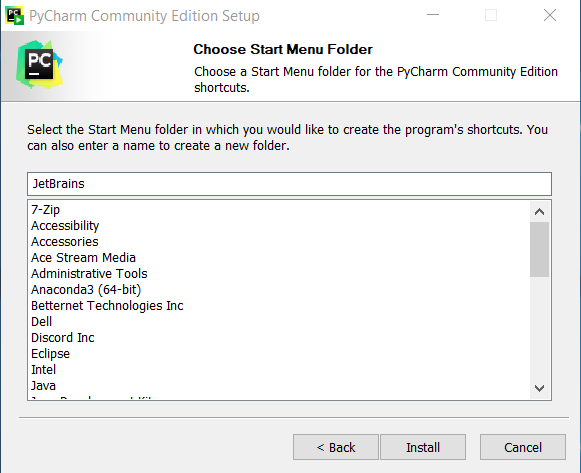 PyCharm Community Edition Setup
PC
Choose Start Menu Folder
Choose a Start Menu folder for the PyCharm Community Edition
shortcuts.
Select the Start Menu folder in which you would like to create the program's shortcuts. You
can also enter a name to create a new folder.
JetBrains
7-Zip
Accessibility
Accessories
Ace Stream Media
Administrative Tools
Anaconda3 (64-bit)
Betternet Technologies Inc
Dell
Discord Inc
Eclipse
Intel
Java
< Back
Install
Cancel